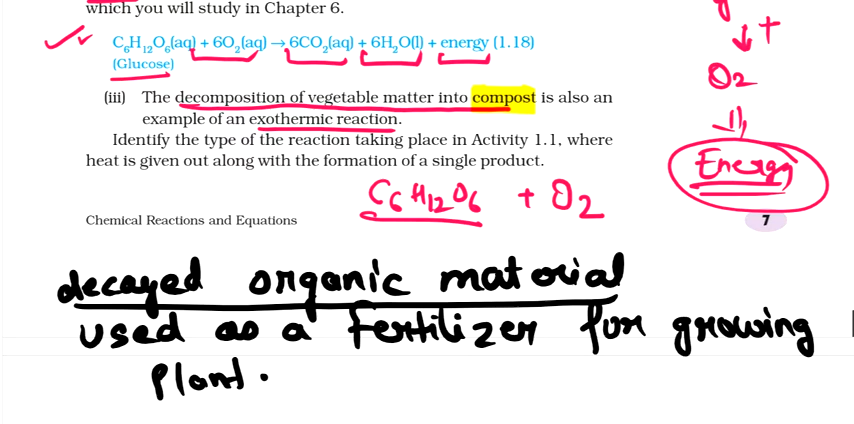 which you will study in Chapter 6.
C₆H₁₂O₆(aq) + 6O₂(aq) → 6CO₂(aq) + 6H₂O(l) + energy (1.18)
(Glucose)
(iii) The decomposition of vegetable matter into compost is also an
example of an exothermic reaction.
Identify the type of the reaction taking place in Activity 1.1, where
heat is given out along with the formation of a single product.
+
O2
Energy
C6H12O6 + O2
Chemical Reactions and Equations
7
decayed organic material
used as a fertilizer for growing
plant.